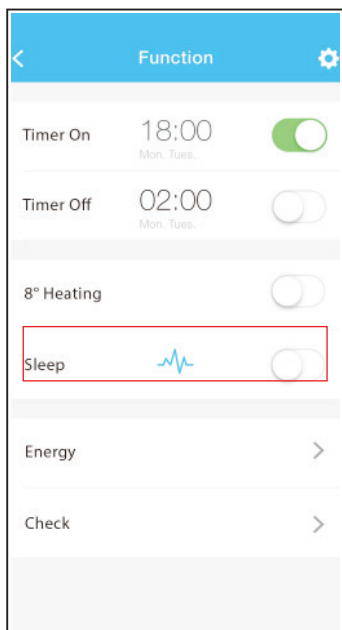 Function
Timer On 18:00
Mon. Tues.
Timer Off 02:00
Mon. Tues.
8° Heating
Sleep
Energy
Check